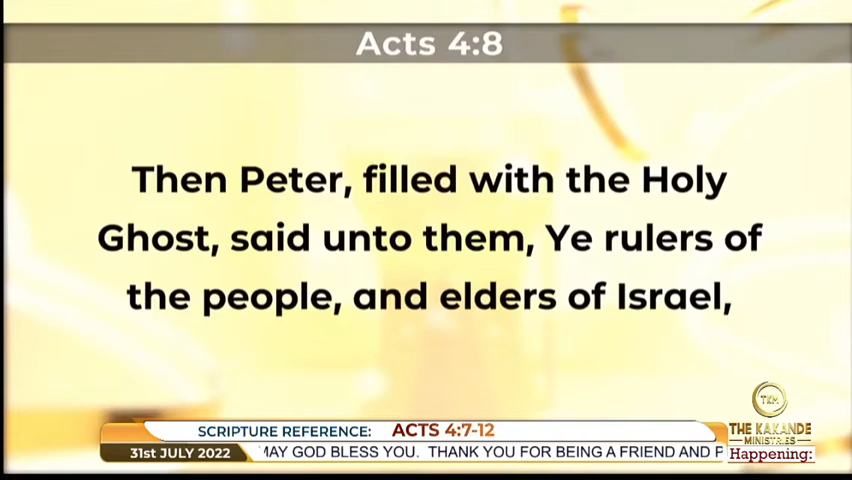 Acts 4:8
Then Peter, filled with the Holy
Ghost, said unto them, Ye rulers of
the people, and elders of Israel,
SCRIPTURE REFERENCE: ACTS 4:7-12
31st JULY 2022
MAY GOD BLESS YOU. THANK YOU FOR BEING A FRIEND AND
TKM
THE KAKANDE
MINISTRIES
Happening: